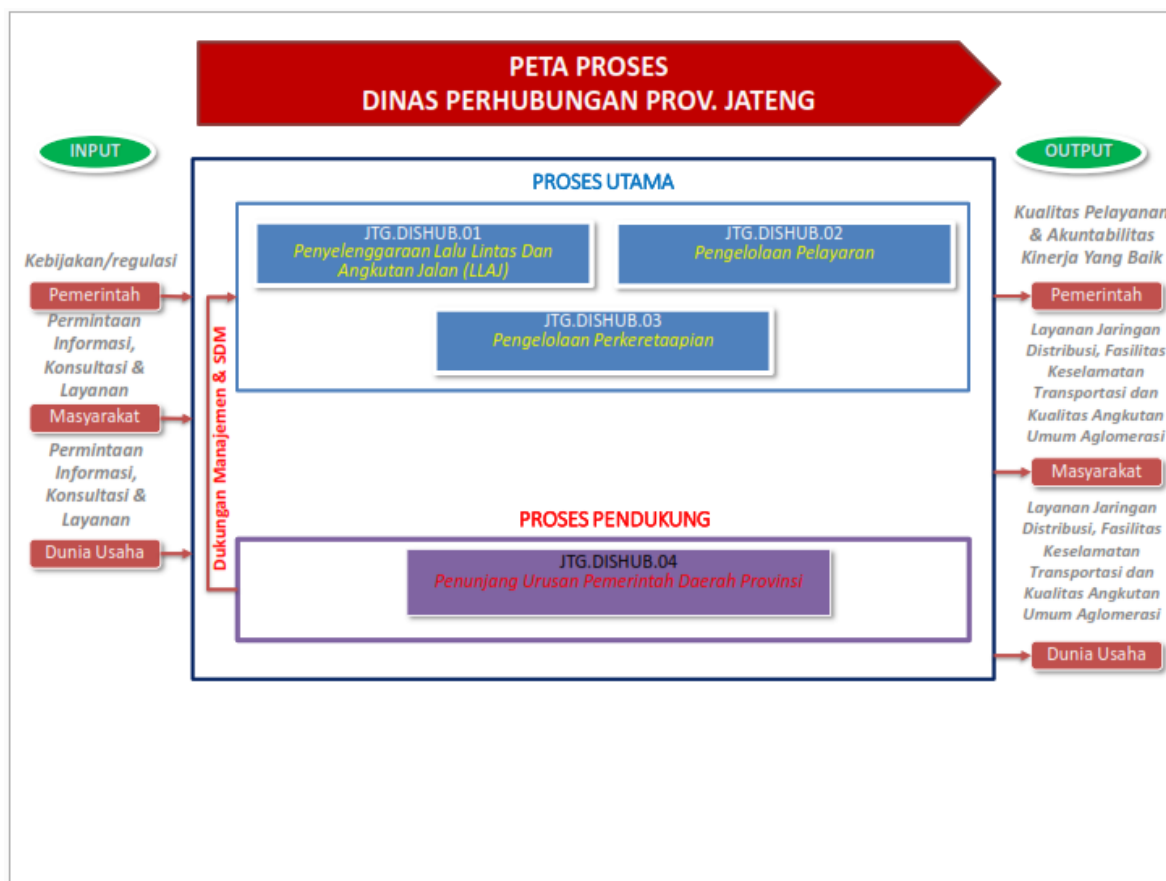 PETA PROSES
DINAS PERHUBUNGAN PROV. JATENG
INPUT
Kebijakan/regulasi
Pemerintah
Permintaan
Informasi,
Konsultasi &
Layanan
Masyarakat
Permintaan
Informasi,
Konsultasi &
Layanan
Dunia Usaha
Dukungan Manajemen & SDM
PROSES UTAMA
JTG.DISHUB.01
Penyelenggaraan Lalu Lintas Dan
Angkutan Jalan (LLAJ)
JTG.DISHUB.02
Pengelolaan Pelayaran
JTG.DISHUB.03
Pengelolaan Perkeretaapian
PROSES PENDUKUNG
JTG.DISHUB.04
Penunjang Urusan Pemerintah Daerah Provinsi
OUTPUT
Kualitas Pelayanan
& Akuntabilitas
Kinerja Yang Baik
Pemerintah
Layanan Jaringan
Distribusi, Fasilitas
Keselamatan
Transportasi dan
Kualitas Angkutan
Umum Aglomerasi
Masyarakat
Layanan Jaringan
Distribusi, Fasilitas
Keselamatan
Transportasi dan
Kualitas Angkutan
Umum Aglomerasi
Dunia Usaha